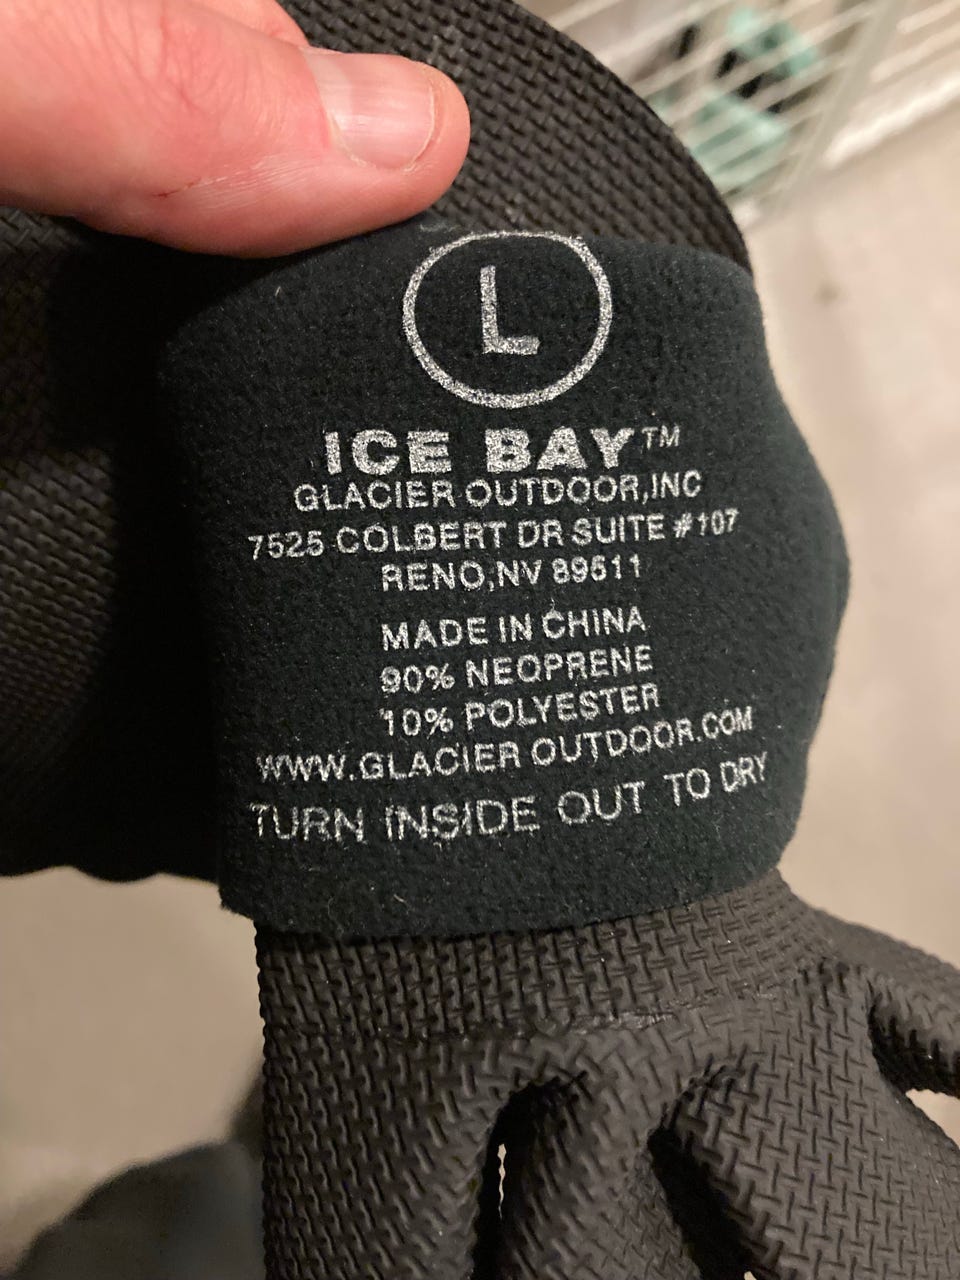 L
ICE BAY™
GLACIER OUTDOOR,INC
7525 COLBERT DR SUITE #107
RENO,NV 89611
MADE IN CHINA
90% NEOPRENE
10% POLYESTER
WWW.GLACIER OUTDOOR.COM
TURN INSIDE OUT TO DRY